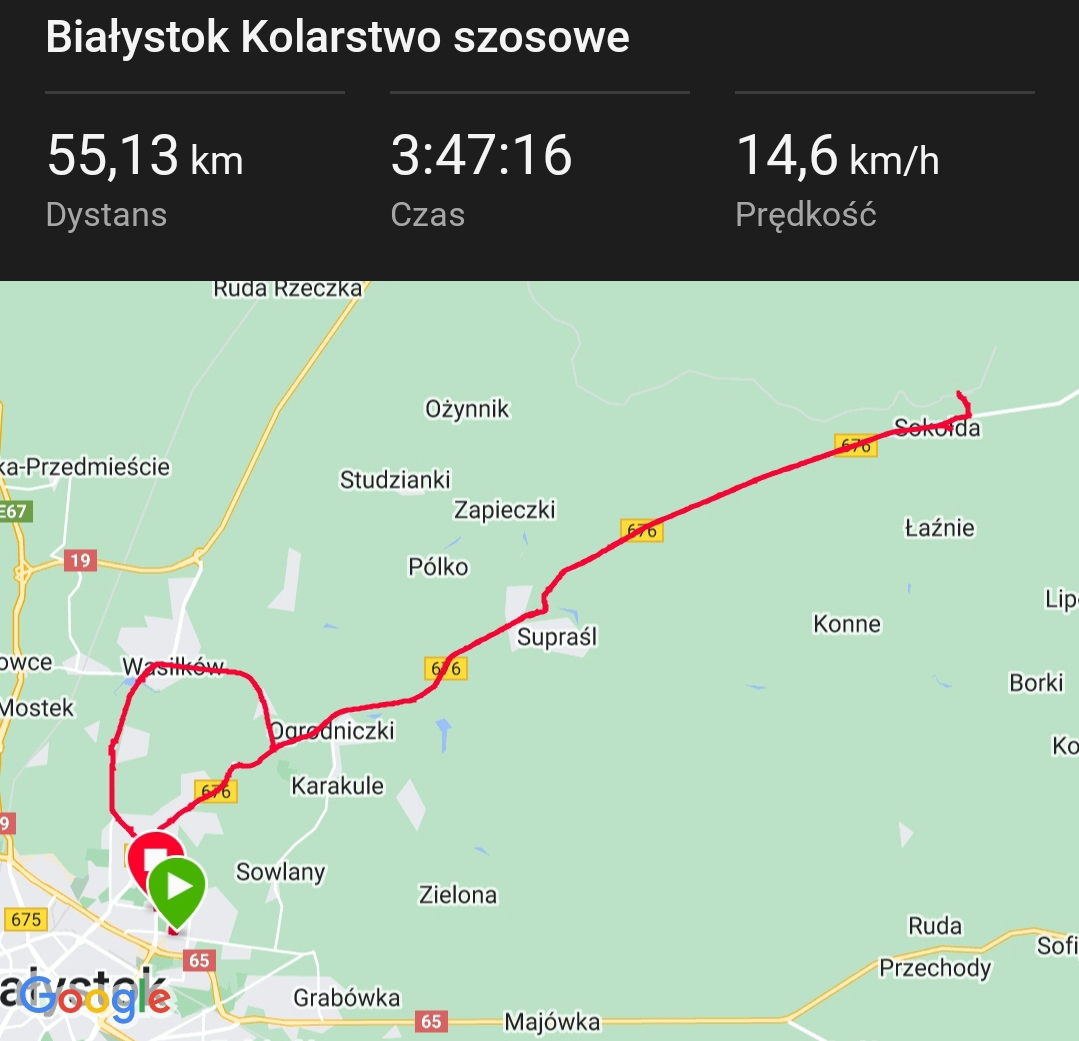 Białystok Kolarstwo szosowe
55,13 km
3:47:16
14,6 km/h
Dystans
Czas
Prędkość
Ruda Rzeczka
Ożynnik
Sokołda
676
ka-Przedmieście
Studzianki
Zapieczki
E67
676
Łaźnie
19
Pólko
Lip
Konne
Supraśl
owce
Wasilków
676
Borki
Mostek
Ogrodniczki
Ko
676
Karakule
9
Sowlany
Zielona
675
Ruda
65
Sofi
Przechody
ałystok
Google
Grabówka
65
Majówka